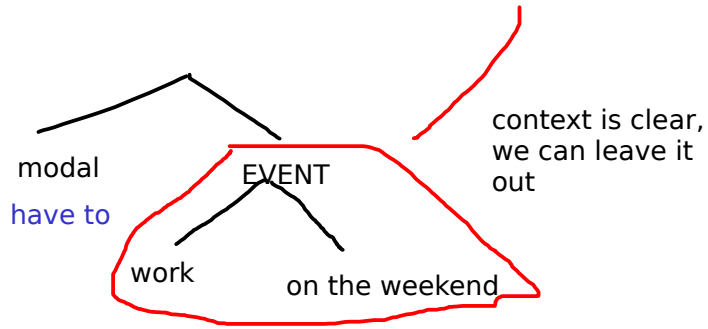 context is clear,
we can leave it
out
modal
EVENT
have to
work
on the weekend